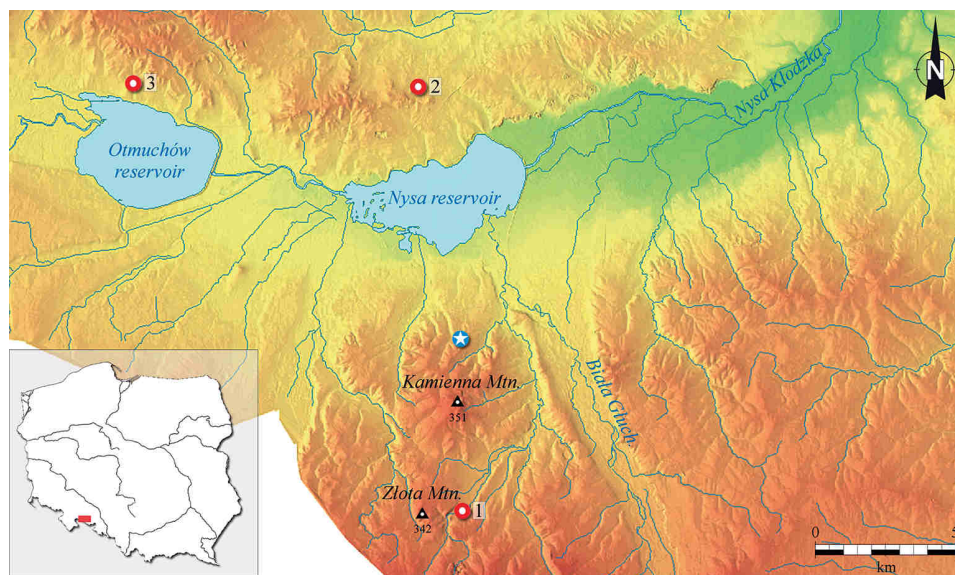 3
2
N
Nysa Kłodzka
Otmuchów
reservoir
Nysa reservoir
Biała Głuch.
Kamienna Mtn.
351
Złota Mtn.
342
1
0
5
km